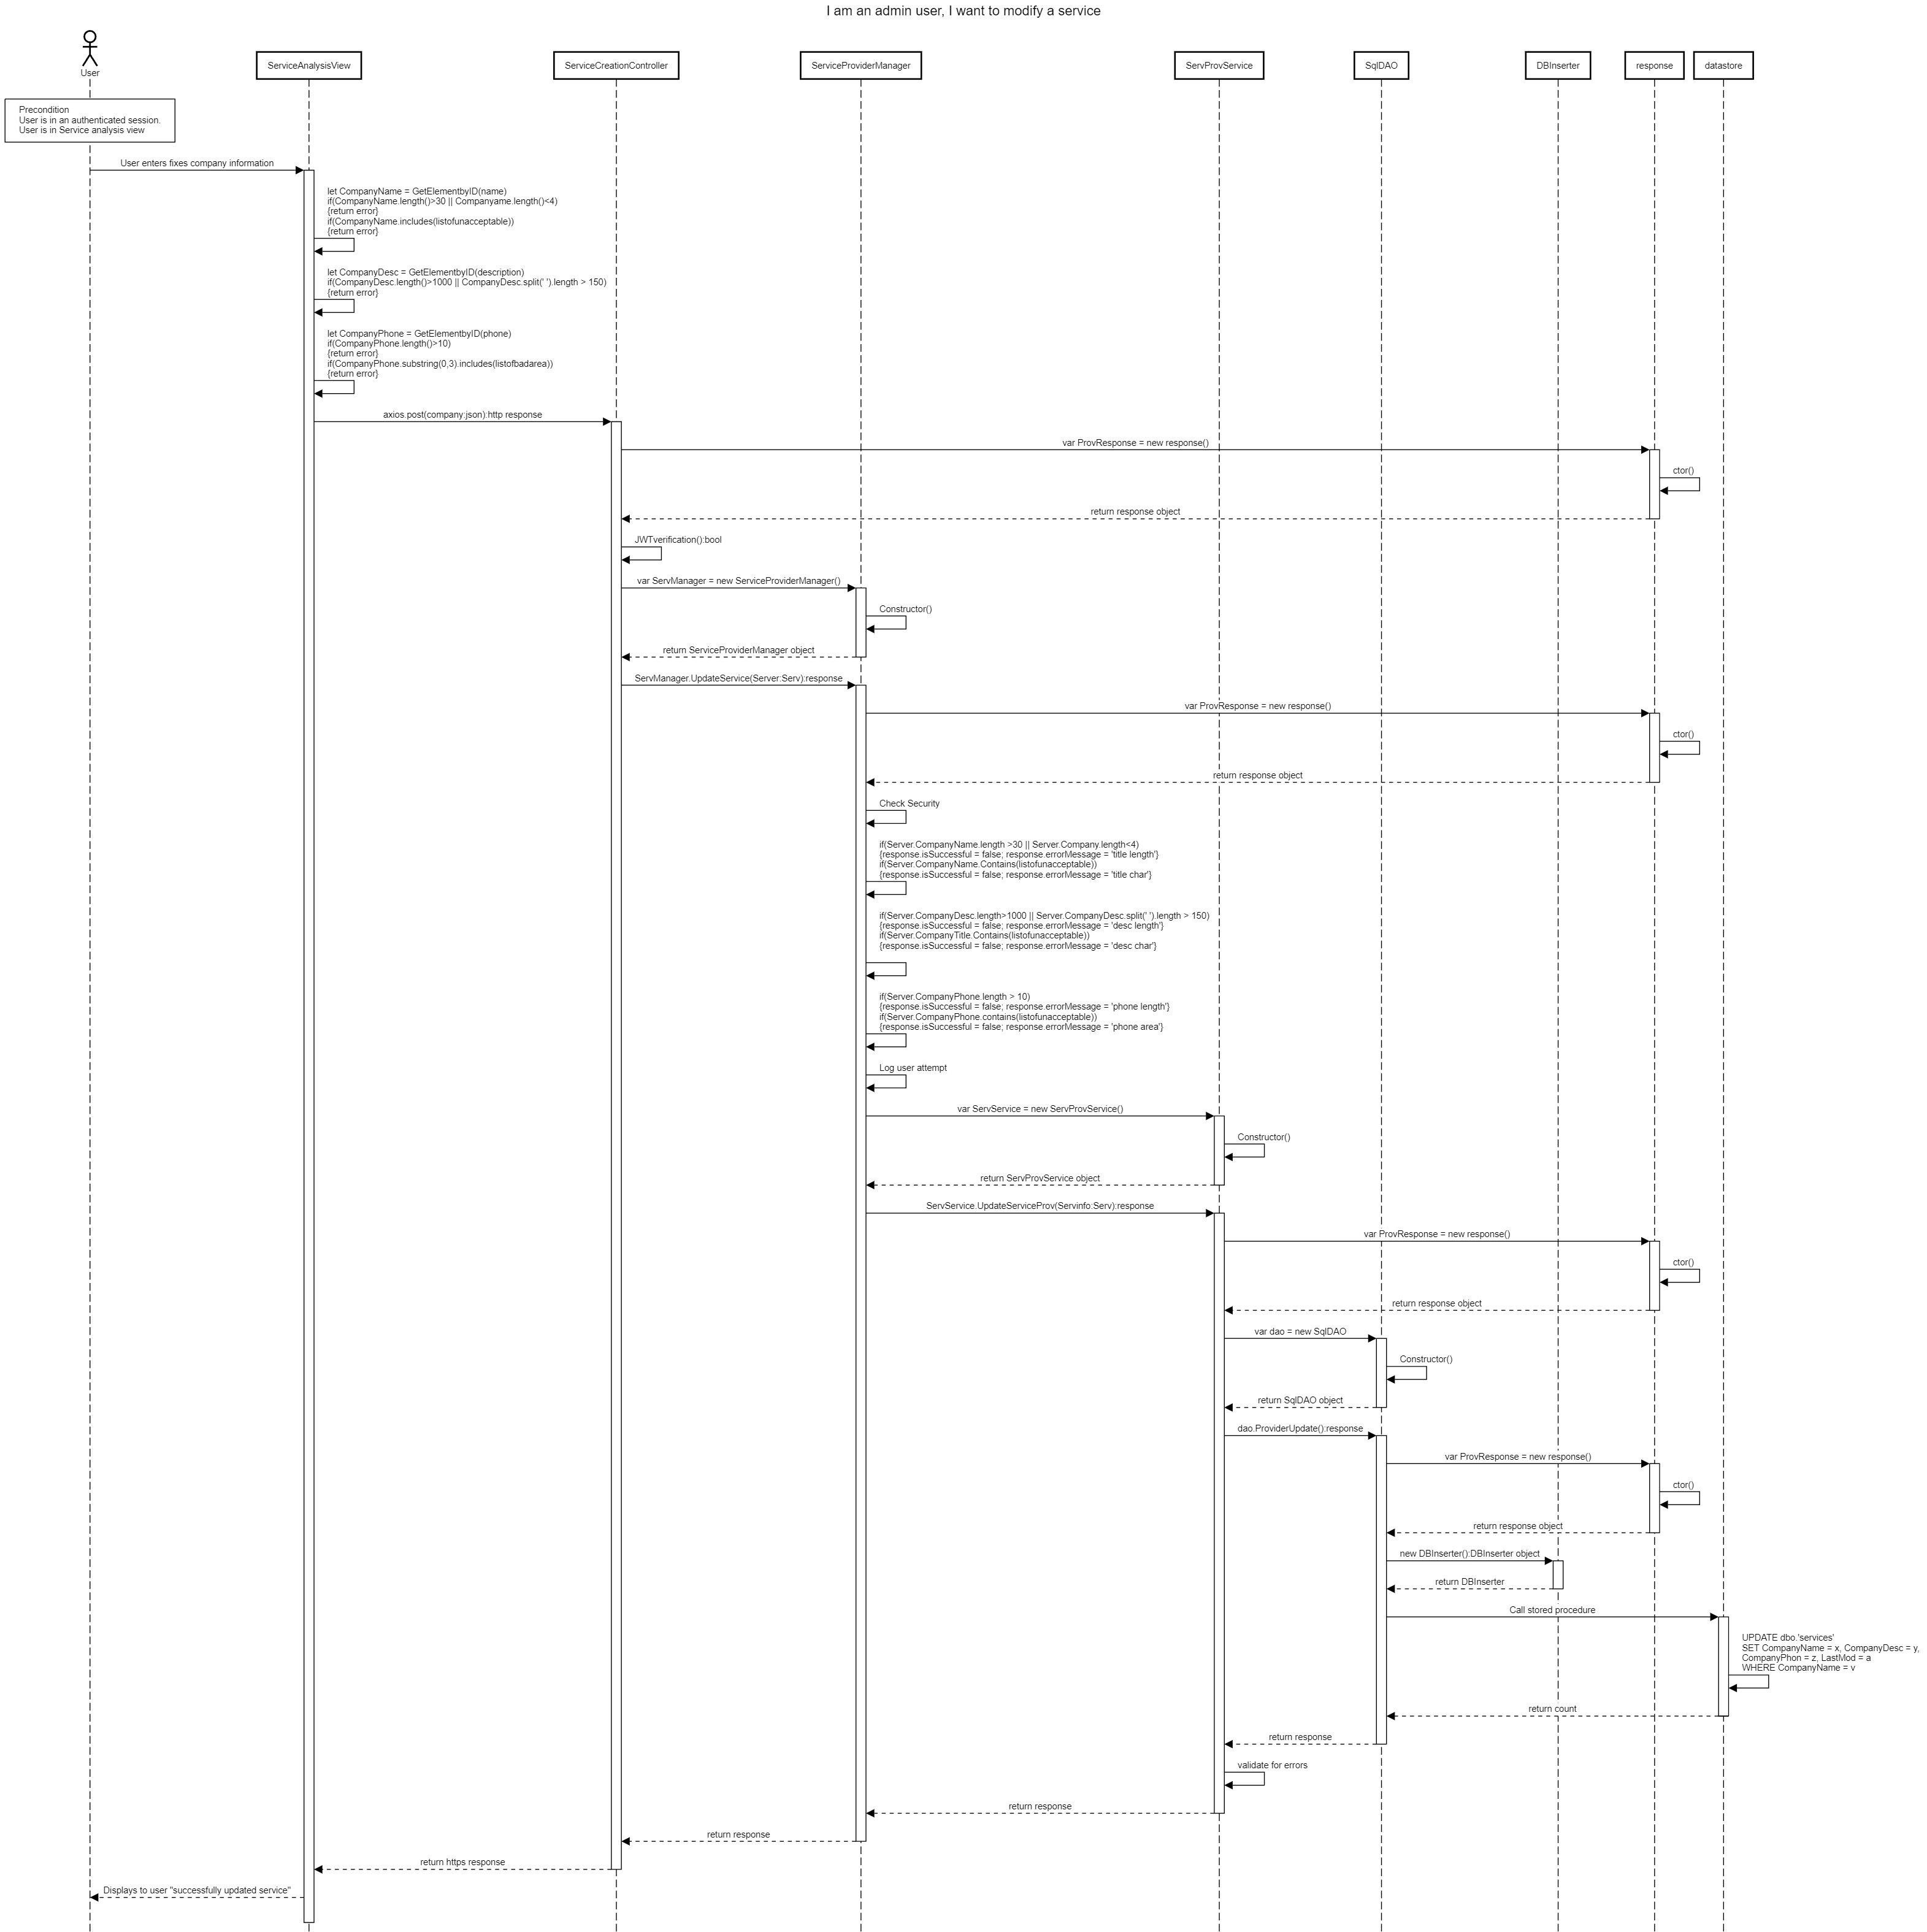 I am an admin user, I want to modify a service
User
ServiceAnalysisView
ServiceCreationController
ServiceProviderManager
ServProvService
SqlDAO
DBInserter
response
datastore
Precondition
User is in an authenticated session.
User is in Service analysis view
User enters fixes company information
let CompanyName = GetElementbyID(name)
if(CompanyName.length()>30 || Companyame.length()<4)
{return error}
if(CompanyName.includes(listofunacceptable))
{return error}
let CompanyDesc = GetElementbyID(description)
if(CompanyDesc.length()>1000 || CompanyDesc.split(' ').length > 150)
{return error}
let CompanyPhone = GetElementbyID(phone)
if(CompanyPhone.length()>10)
{return error}
if(CompanyPhone.substring(0,3).includes(listofbadarea))
{return error}
axios.post(company:json):http response
var ProvResponse = new response()
ctor()
return response object
JWTverification():bool
var ServManager = new ServiceProviderManager()
Constructor()
return ServiceProviderManager object
ServManager.UpdateService(Server:Serv):response
var ProvResponse = new response()
ctor()
return response object
Check Security
if(Server.CompanyName.length >30 || Server.Company.length<4)
{response.isSuccessful = false; response.errorMessage = 'title length'}
if(Server.CompanyName.Contains(listofunacceptable))
{response.isSuccessful = false; response.errorMessage = 'title char'}
if(Server.CompanyDesc.length>1000 || Server.CompanyDesc.split(' ').length > 150)
{response.isSuccessful = false; response.errorMessage = 'desc length'}
if(Server.CompanyTitle.Contains(listofunacceptable))
{response.isSuccessful = false; response.errorMessage = 'desc char'}
if(Server.CompanyPhone.length > 10)
{response.isSuccessful = false; response.errorMessage = 'phone length'}
if(Server.CompanyPhone.contains(listofunacceptable))
{response.isSuccessful = false; response.errorMessage = 'phone area'}
Log user attempt
var ServService = new ServProvService()
Constructor()
return ServProvService object
ServService.UpdateServiceProv(Servinfo:Serv):response
var ProvResponse = new response()
ctor()
return response object
var dao = new SqlDAO
Constructor()
return SqlDAO object
dao.ProviderUpdate():response
var ProvResponse = new response()
ctor()
return response object
new DBInserter():DBInserter object
return DBInserter
Call stored procedure
UPDATE dbo.'services'
SET CompanyName = x, CompanyDesc = y,
CompanyPhon = z, LastMod = a
WHERE CompanyName = v
return count
return response
validate for errors
return response
return response
return https response
Displays to user "successfully updated service"